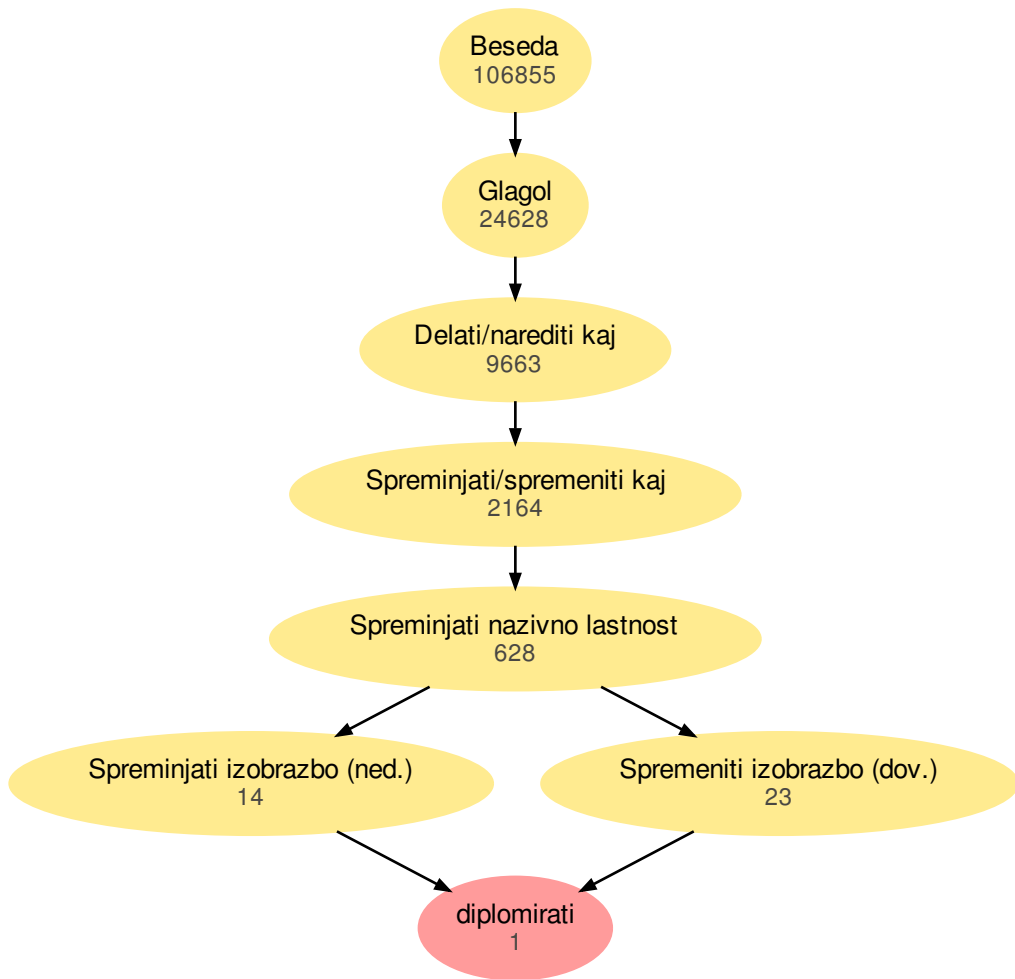 Beseda
106855
Glagol
24628
Delati/narediti kaj
9663
Spreminjati/spremeniti kaj
2164
Spreminjati nazivno lastnost
628
Spreminjati izobrazbo (ned.)
14
Spremeniti izobrazbo (dov.)
23
diplomirati
1